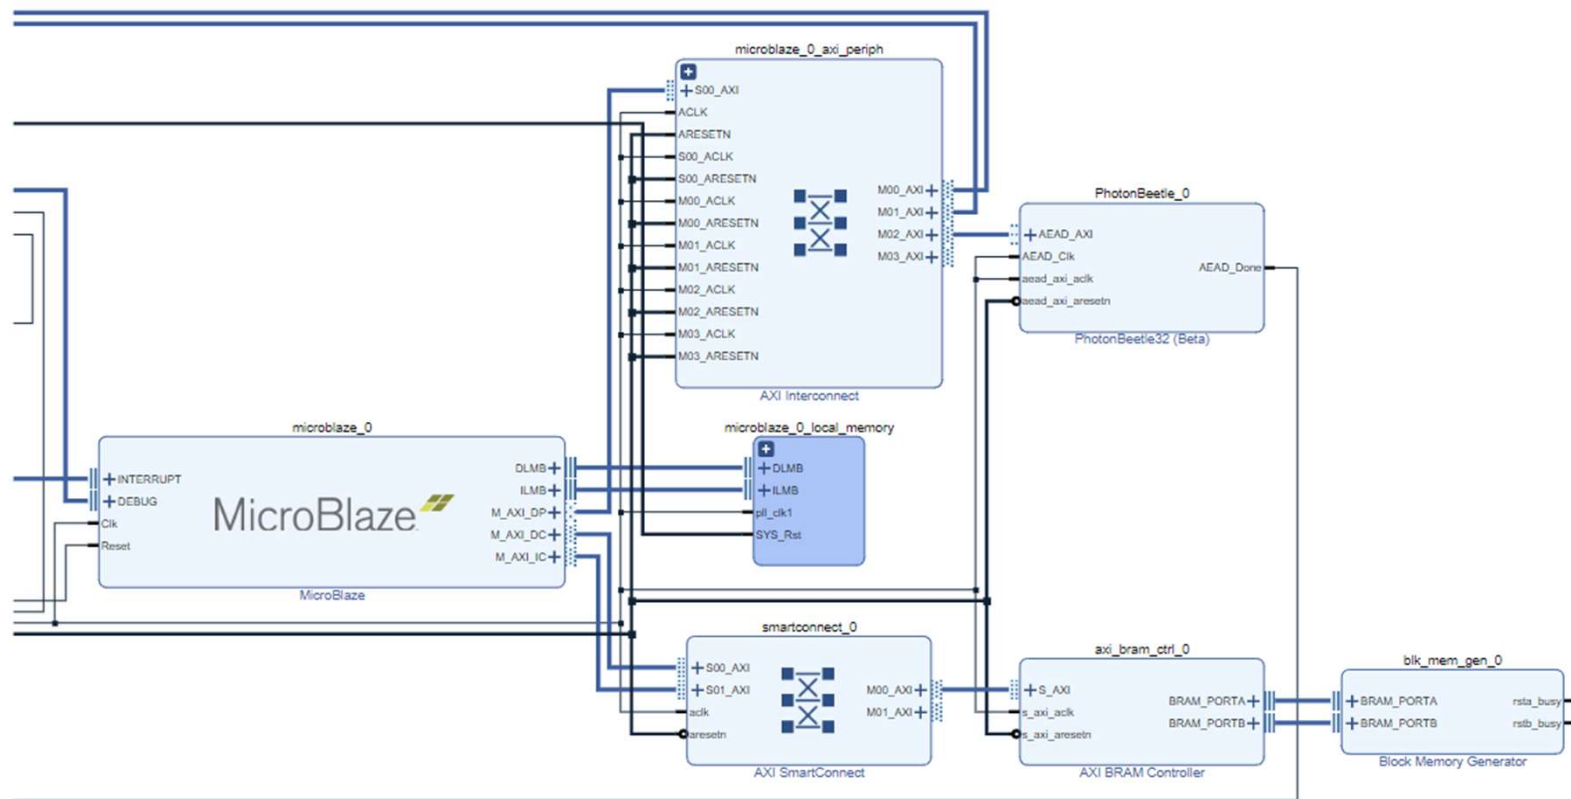 microblaze_0_axi_periph
S00_AXI
ACLK
ARESETN
S00_ACLK
S00_ARESETN
M00_ACLK
M00_ARESETN
M01_ACLK
M01_ARESETN
M02_ACLK
M02_ARESETN
M03_ACLK
M03_ARESETN
M00_AXI
M01_AXI
M02_AXI
M03_AXI
AXI Interconnect
PhotonBeetle_0
AEAD_AXI
AEAD_Clk
aead_axi_aclk
aead_axi_aresetn
AEAD_Done
PhotonBeetle32 (Beta)
microblaze_0
INTERRUPT
DEBUG
Clk
Reset
MicroBlaze
DLMB
ILMB
M_AXI_DP
M_AXI_DC
M_AXI_IC
MicroBlaze
microblaze_0_local_memory
DLMB
ILMB
pll_clk1
SYS_Rst
smartconnect_0
S00_AXI
S01_AXI
aclk
aresetn
M00_AXI
M01_AXI
AXI SmartConnect
axi_bram_ctrl_0
S_AXI
s_axi_aclk
s_axi_aresetn
BRAM_PORTA
BRAM_PORTB
AXI BRAM Controller
blk_mem_gen_0
BRAM_PORTA
BRAM_PORTB
rsta_busy
rstb_busy
Block Memory Generator